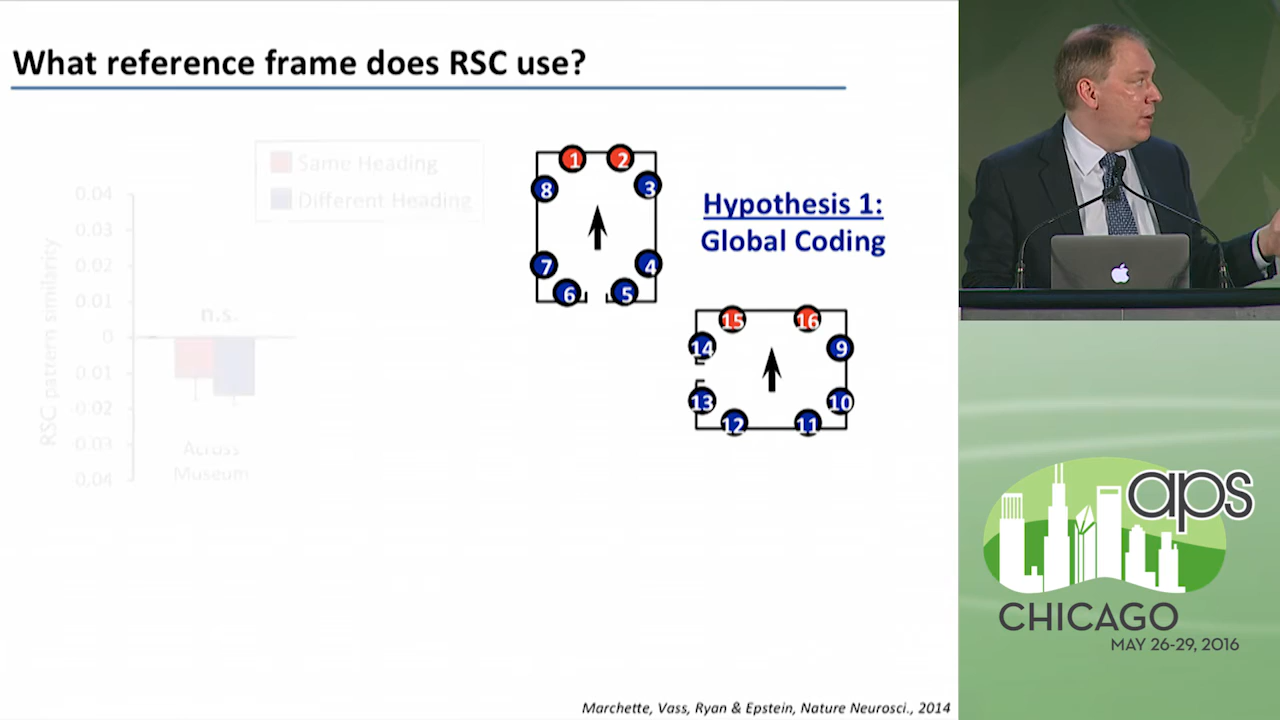 What reference frame does RSC use?
Same Heading
Different Heading
0.04
0.03
0.02
0.01
0
0.01
0.02
0.03
0.04
RSC pattern similarity
n.s.
Across
Museum
1
2
8
3
7
4
6
5
Hypothesis 1:
Global Coding
15
16
14
9
13
10
12
11
Marchette, Vass, Ryan & Epstein, Nature Neurosci., 2014
aps
CHICAGO
MAY 26-29, 2016